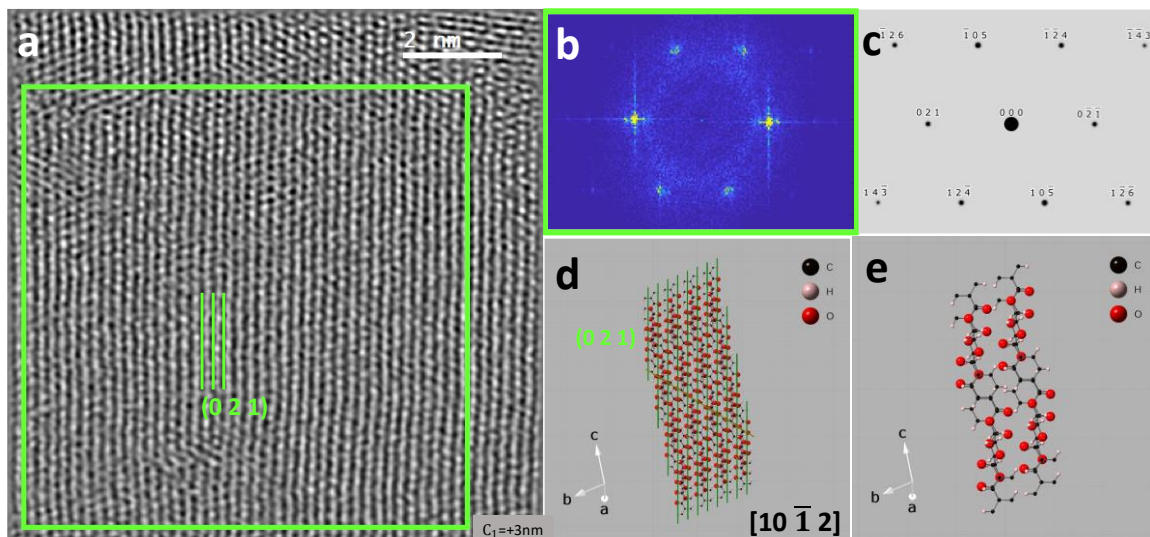 a
2 nm
(0 2 1)
C₁=+3nm
b
c
1̄ 2 6
1̄ 0 5
1̄ 2̄ 4
1̄ 4̄ 3
0 2 1
0 0 0
0 2̄ 1̄
1 4 3̄
1 2 4̄
1 0 5̄
1 2̄ 6̄
d
C
H
O
(0 2 1)
c
b
a
[10 1̄ 2]
e
C
H
O
c
b
a